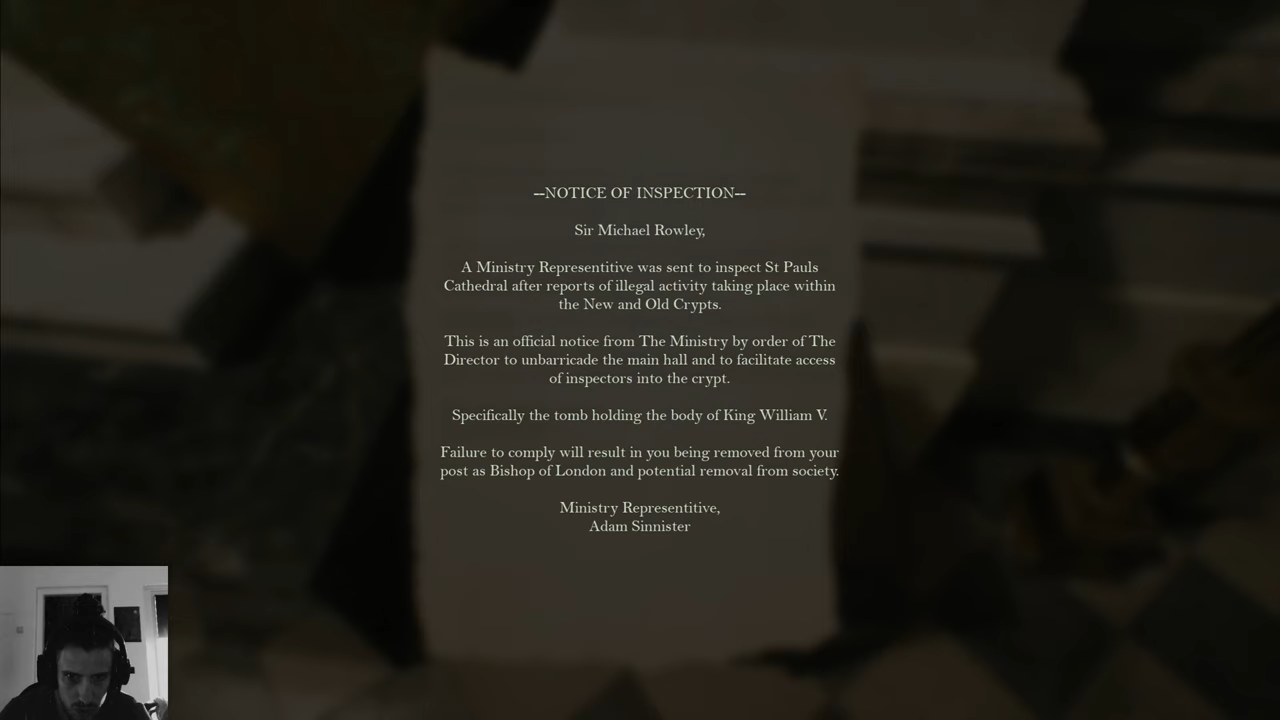 --NOTICE OF INSPECTION--
Sir Michael Rowley,
A Ministry Representitive was sent to inspect St Pauls
Cathedral after reports of illegal activity taking place within
the New and Old Crypts.
This is an official notice from The Ministry by order of The
Director to unbarricade the main hall and to facilitate access
of inspectors into the crypt.
Specifically the tomb holding the body of King William V.
Failure to comply will result in you being removed from your
post as Bishop of London and potential removal from society.
Ministry Representitive,
Adam Sinnister